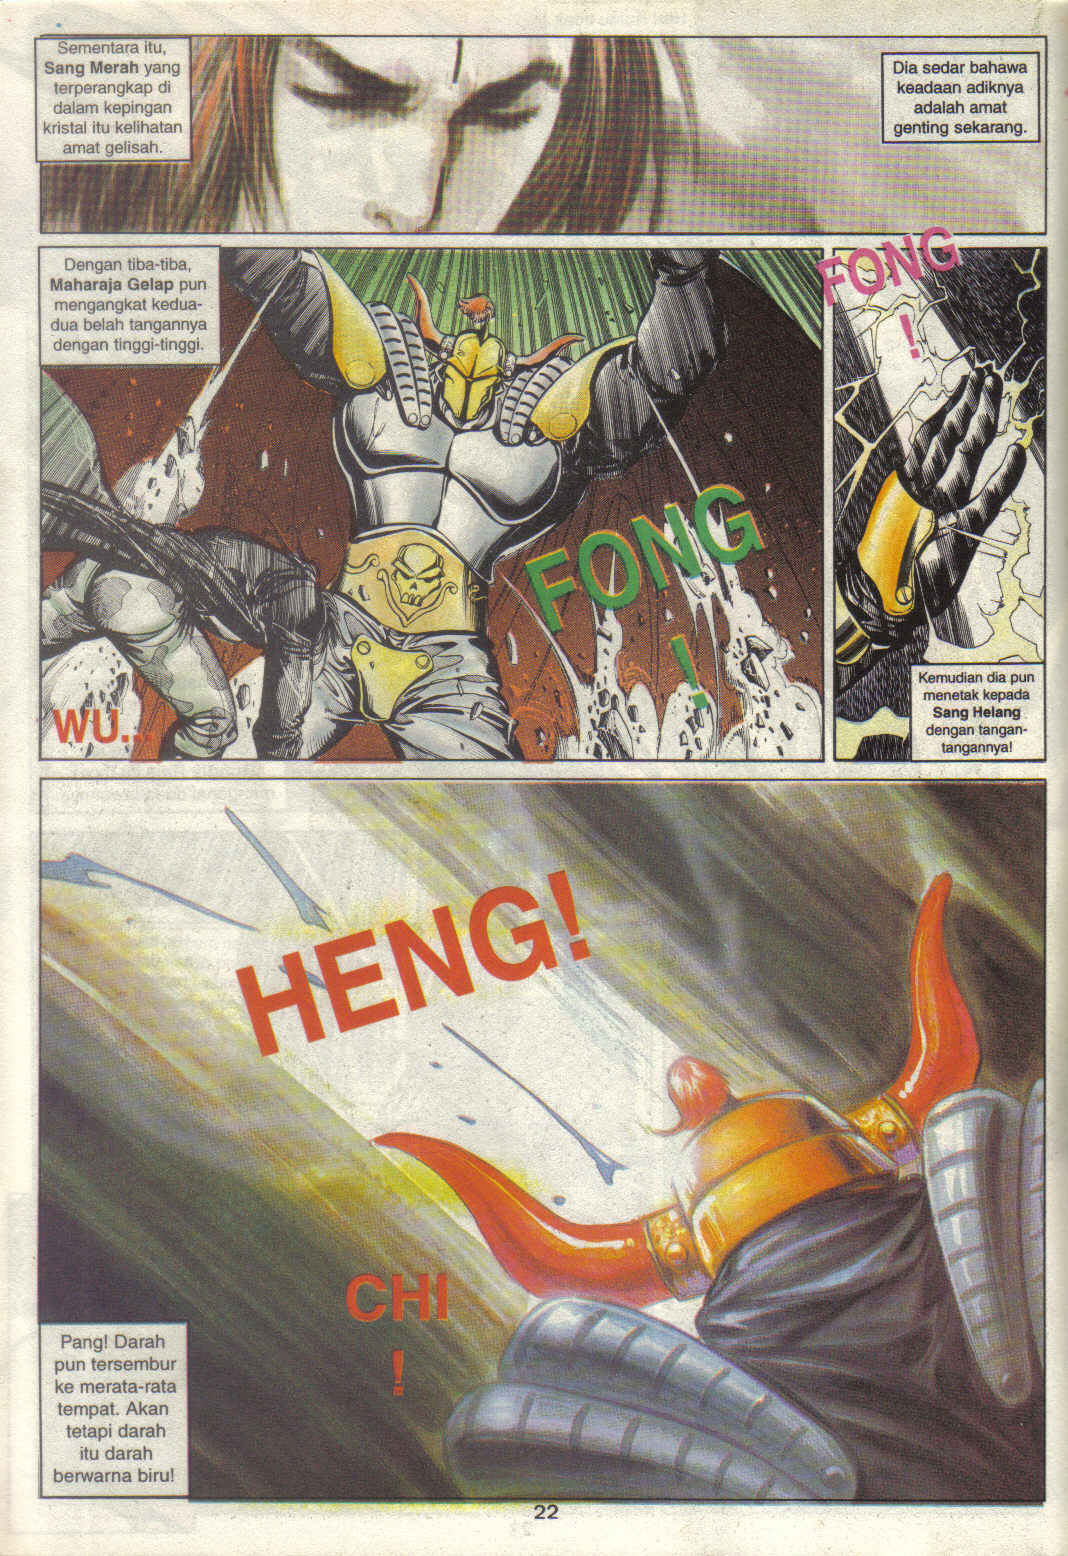 Sementara itu,
Sang Merah yang
terperangkap di
dalam kepingan
kristal itu kelihatan
amat gelisah.
Dia sedar bahawa
keadaan adiknya
adalah amat
genting sekarang.
Dengan tiba-tiba,
Maharaja Gelap pun
mengangkat kedua-
dua belah tangannya
dengan tinggi-tinggi.
FONG
!
WU...
FONG
!
Kemudian dia pun
menetak kepada
Sang Helang
dengan tangan-
tangannya!
HENG!
CHI
!
Pang! Darah
pun tersembur
ke merata-rata
tempat. Akan
tetapi darah
itu darah
berwarna biru!
22